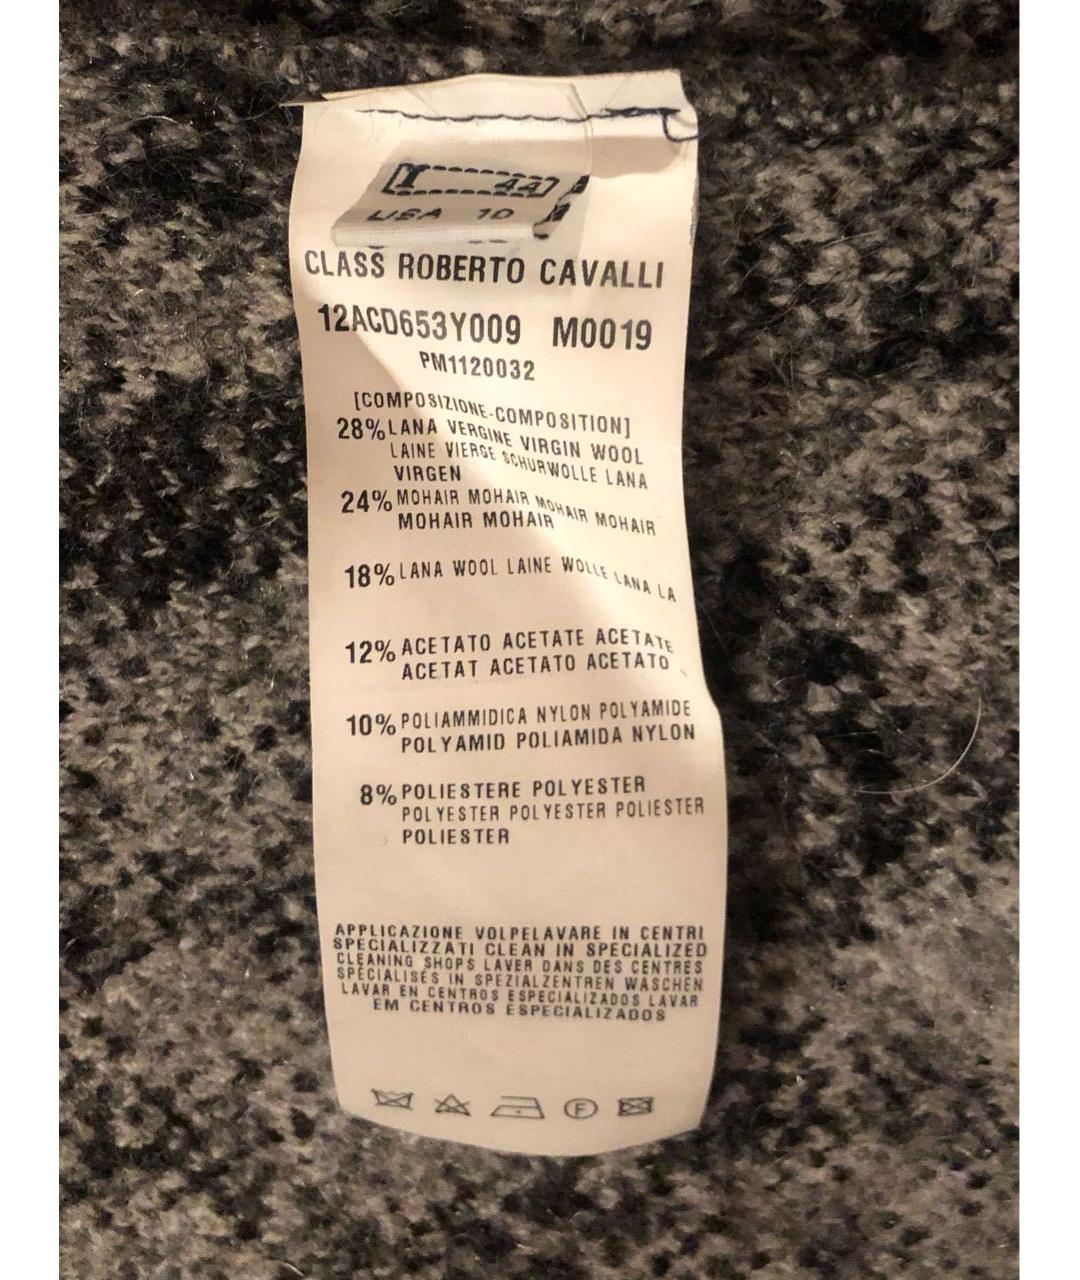 I 44
USA 10
CLASS ROBERTO CAVALLI
12ACD653Y009 M0019
PM1120032
[COMPOSIZIONE-COMPOSITION]
28% LANA VERGINE VIRGIN WOOL
LAINE VIERGE SCHURWOLLE LANA
VIRGEN
24% MOHAIR MOHAIR MOHAIR MOHAIR
MOHAIR MOHAIR
18% LANA WOOL LAINE WOLLE LANA LA
12% ACETATO ACETATE ACETATE
ACETAT ACETATO ACETATO
10% POLIAMMIDICA NYLON POLYAMIDE
POLYAMID POLIAMIDA NYLON
8% POLIESTERE POLYESTER
POLYESTER POLYESTER POLIESTER
POLIESTER
APPLICAZIONE VOLPELAVARE IN CENTRI
SPECIALIZZATI CLEAN IN SPECIALIZED
CLEANING SHOPS LAVER DANS DES CENTRES
SPÉCIALISÉS IN SPEZIALZENTREN WASCHEN
LAVAR EN CENTROS ESPECIALIZADOS LAVAR
EM CENTROS ESPECIALIZADOS
F